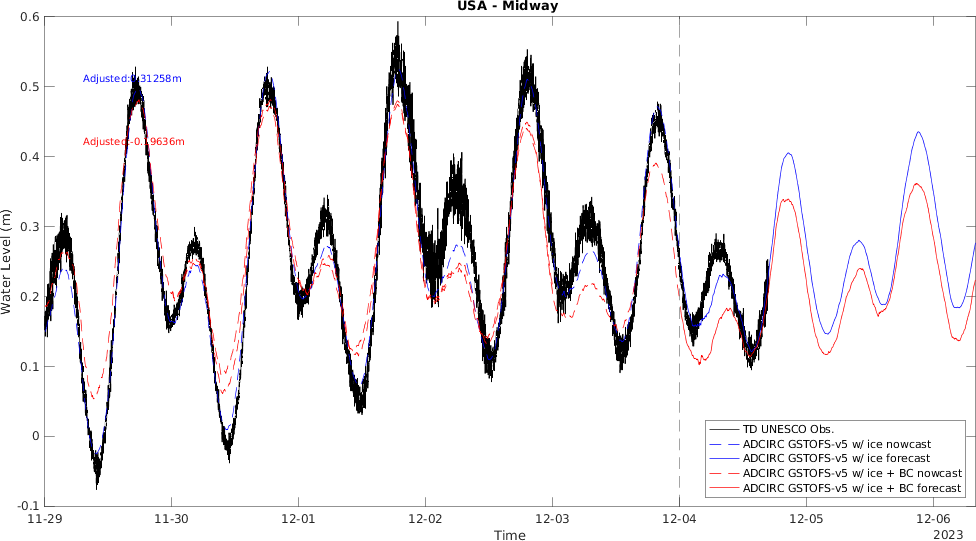 USA - Midway
0.6
0.5
0.4
0.3
0.2
0.1
0
-0.1
Water Level (m)
Adjusted:
31258m
Adjusted:-0.19636m
TD UNESCO Obs.
ADCIRC GSTOFS-v5 w/ ice nowcast
ADCIRC GSTOFS-v5 w/ ice forecast
ADCIRC GSTOFS-v5 w/ ice + BC nowcast
ADCIRC GSTOFS-v5 w/ ice + BC forecast
11-29 11-30 12-01 12-02 12-03 12-04 12-05 12-06
Time
2023